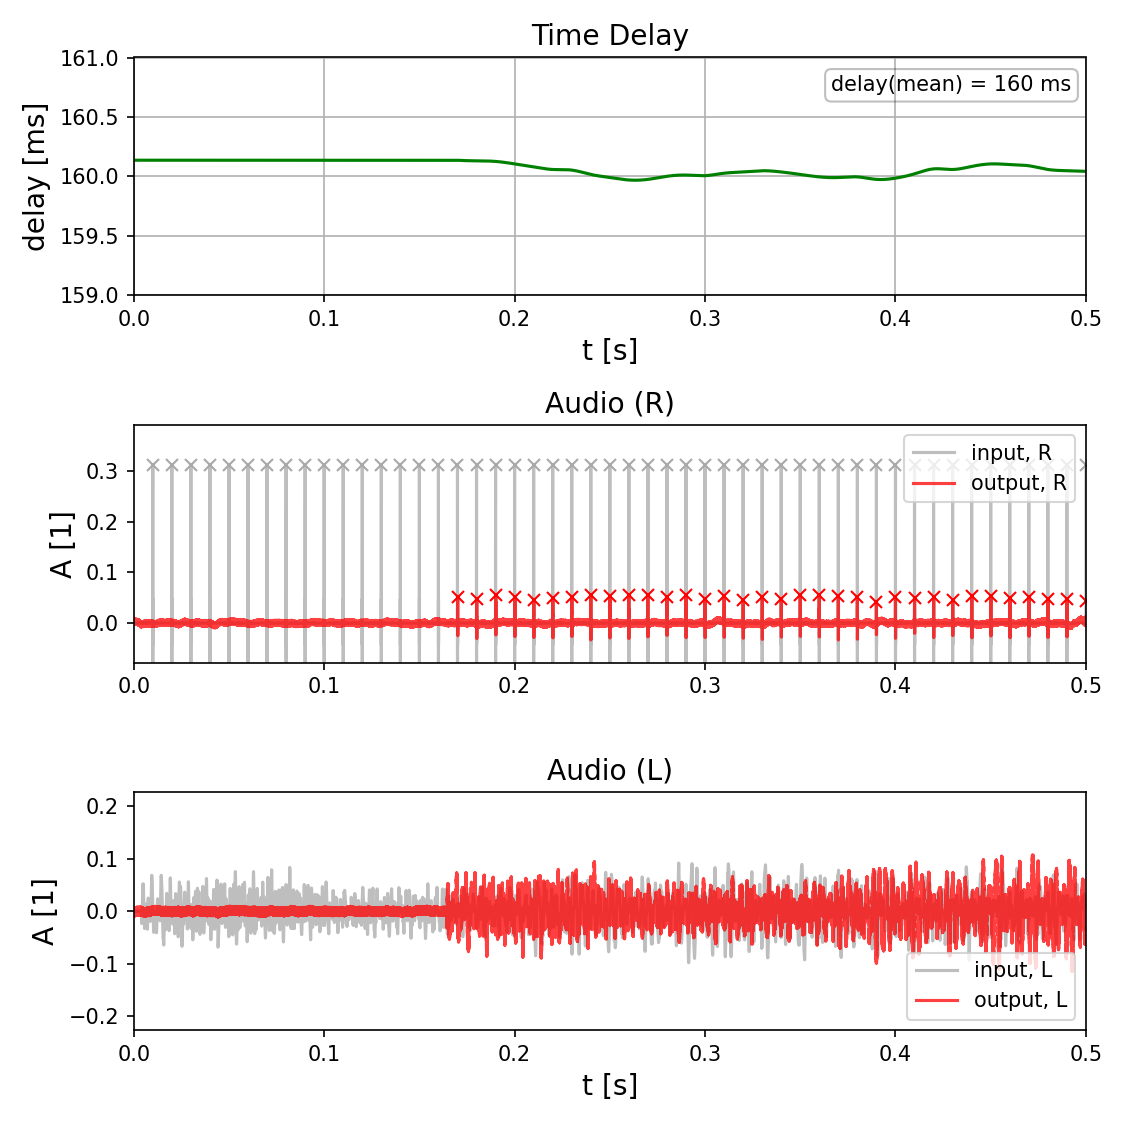 Time Delay
delay [ms]
161.0
160.5
160.0
159.5
159.0
delay(mean) = 160 ms
0.0 0.1 0.2 0.3 0.4 0.5
t [s]
Audio (R)
A [1]
0.3
0.2
0.1
0.0
input, R
output, R
0.0 0.1 0.2 0.3 0.4 0.5
Audio (L)
A [1]
0.2
0.1
0.0
−0.1
−0.2
input, L
output, L
0.0 0.1 0.2 0.3 0.4 0.5
t [s]